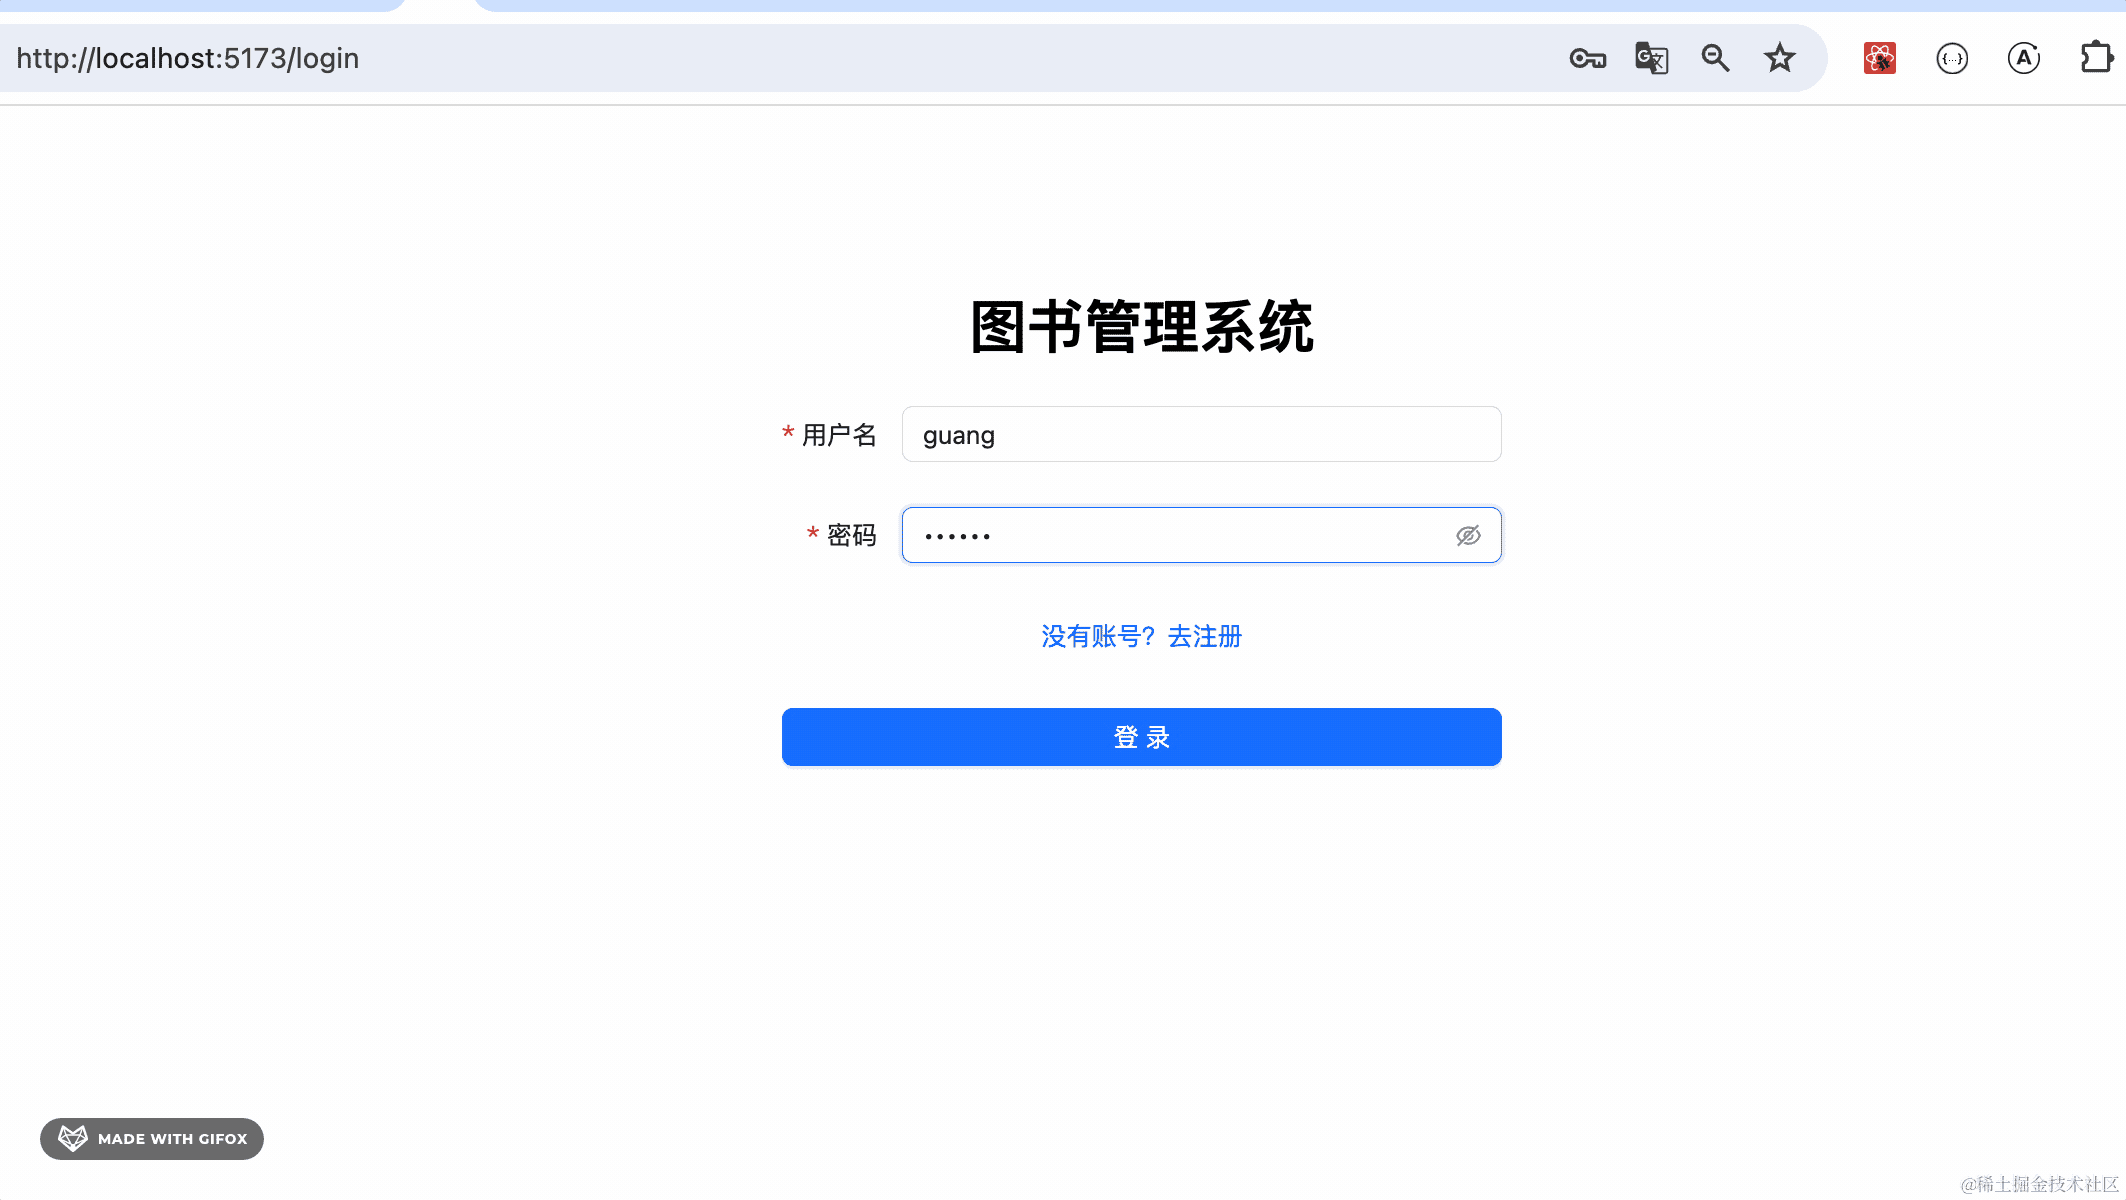 http://localhost:5173/login
图书管理系统
* 用户名
guang
* 密码
••••••
没有账号？去注册
登 录
MADE WITH GIFOX
@稀土掘金技术社区